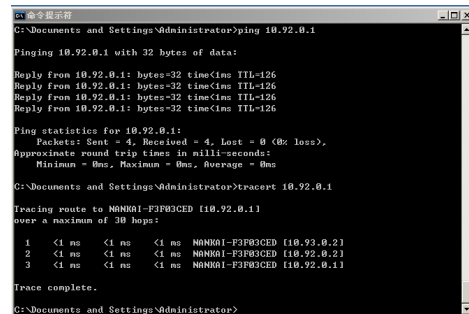 命令提示符
C:\Documents and Settings\Administrator>ping 10.92.0.1
Pinging 10.92.0.1 with 32 bytes of data:
Reply from 10.92.0.1: bytes=32 time<1ms TTL=126
Reply from 10.92.0.1: bytes=32 time<1ms TTL=126
Reply from 10.92.0.1: bytes=32 time<1ms TTL=126
Reply from 10.92.0.1: bytes=32 time<1ms TTL=126
Ping statistics for 10.92.0.1:
Packets: Sent = 4, Received = 4, Lost = 0 (0% loss),
Approximate round trip times in milli-seconds:
Minimum = 0ms, Maximum = 0ms, Average = 0ms
C:\Documents and Settings\Administrator>tracert 10.92.0.1
Tracing route to NANKAI-F3F03CED [10.92.0.1]
over a maximum of 30 hops:
1 <1 ms <1 ms <1 ms NANKAI-F3F03CED [10.93.0.2]
2 <1 ms <1 ms <1 ms NANKAI-F3F03CED [10.92.0.2]
3 <1 ms <1 ms <1 ms NANKAI-F3F03CED [10.92.0.1]
Trace complete.
C:\Documents and Settings\Administrator>